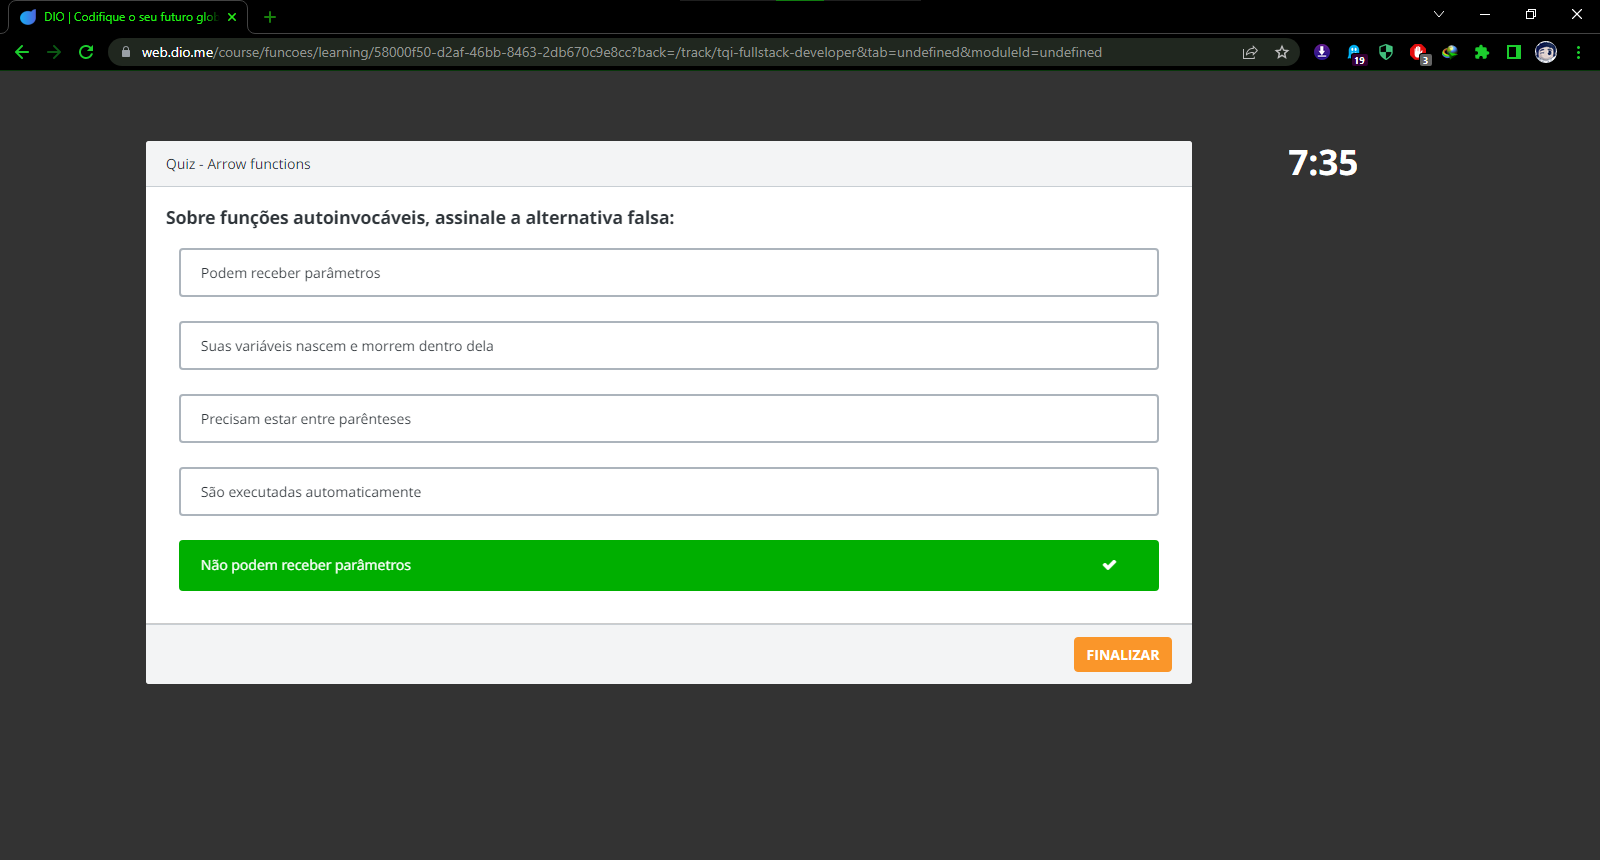 DIO | Codifique o seu futuro glob
web.dio.me/course/funcoes/learning/58000f50-d2af-46bb-8463-2db670c9e8cc?back=/track/tqi-fullstack-developer&tab=undefined&moduleId=undefined
19
3
Quiz - Arrow functions
7:35
Sobre funções autoinvocáveis, assinale a alternativa falsa:
Podem receber parâmetros
Suas variáveis nascem e morrem dentro dela
Precisam estar entre parênteses
São executadas automaticamente
Não podem receber parâmetros
FINALIZAR